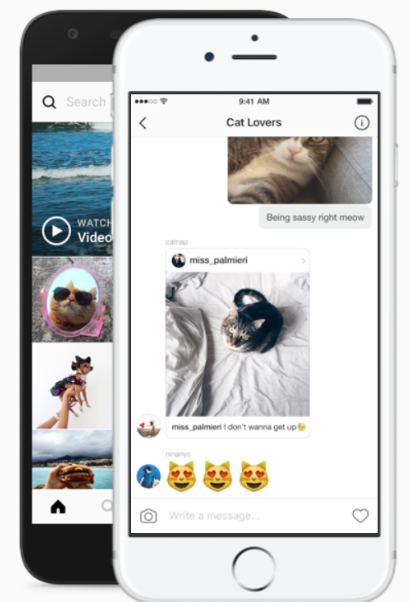 Search
WATCH
Video
9:41 AM
Cat Lovers
Being sassy right meow
catnap
miss_palmieri
miss_palmieri I don't wanna get up
ninanyc
Write a message...